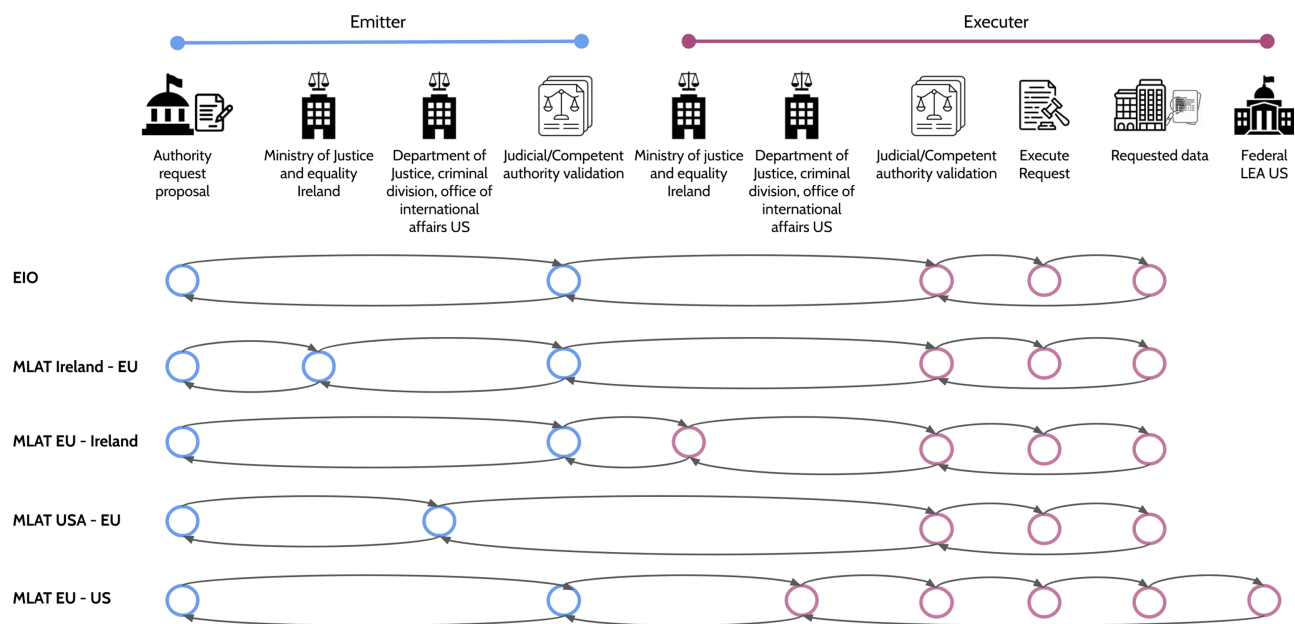 Emitter
Executer
Authority
request
proposal
Ministry of Justice
and equality
Ireland
Department of
Justice, criminal
division, office of
international
affairs US
Judicial/Competent
authority validation
Ministry of justice
and equality
Ireland
Department of
Justice, criminal
division, office of
international
affairs US
Judicial/Competent
authority validation
Execute
Request
Requested data
Federal
LEA US
EIO
MLAT Ireland - EU
MLAT EU - Ireland
MLAT USA - EU
MLAT EU - US